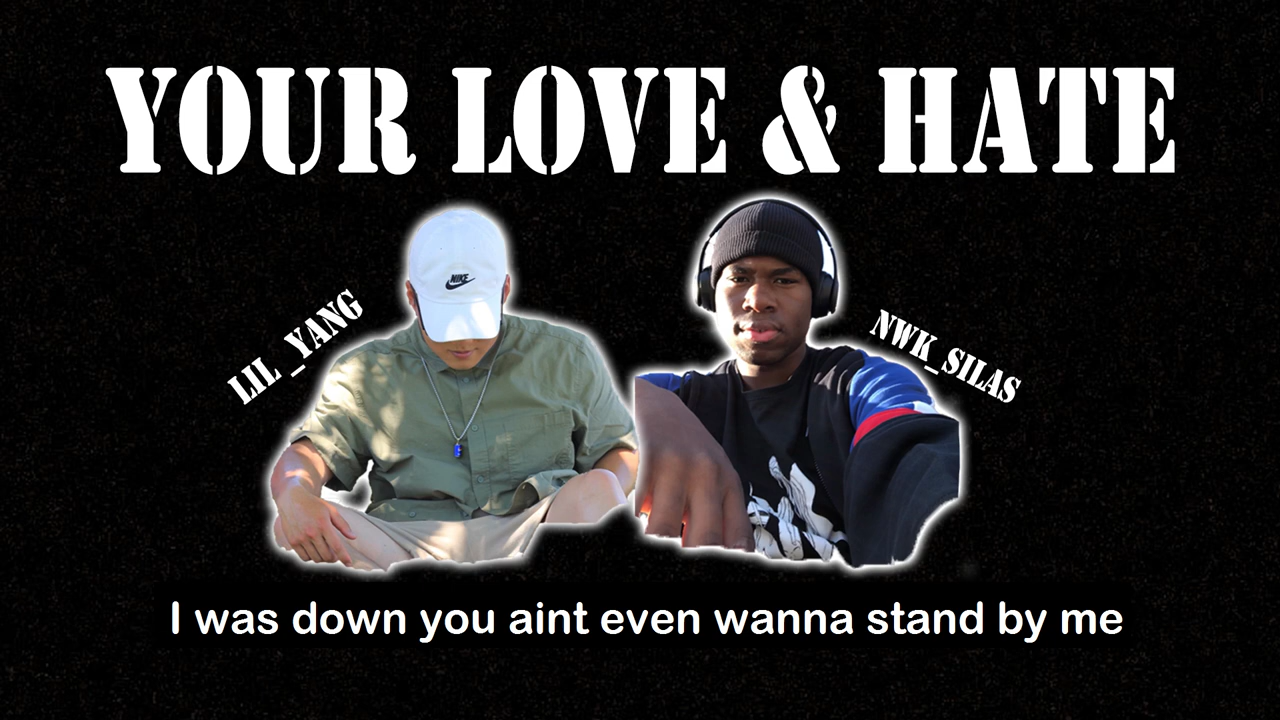 YOUR LOVE & HATE
NIKE
LIL_YANG
NWK_SILAS
I was down you aint even wanna stand by me